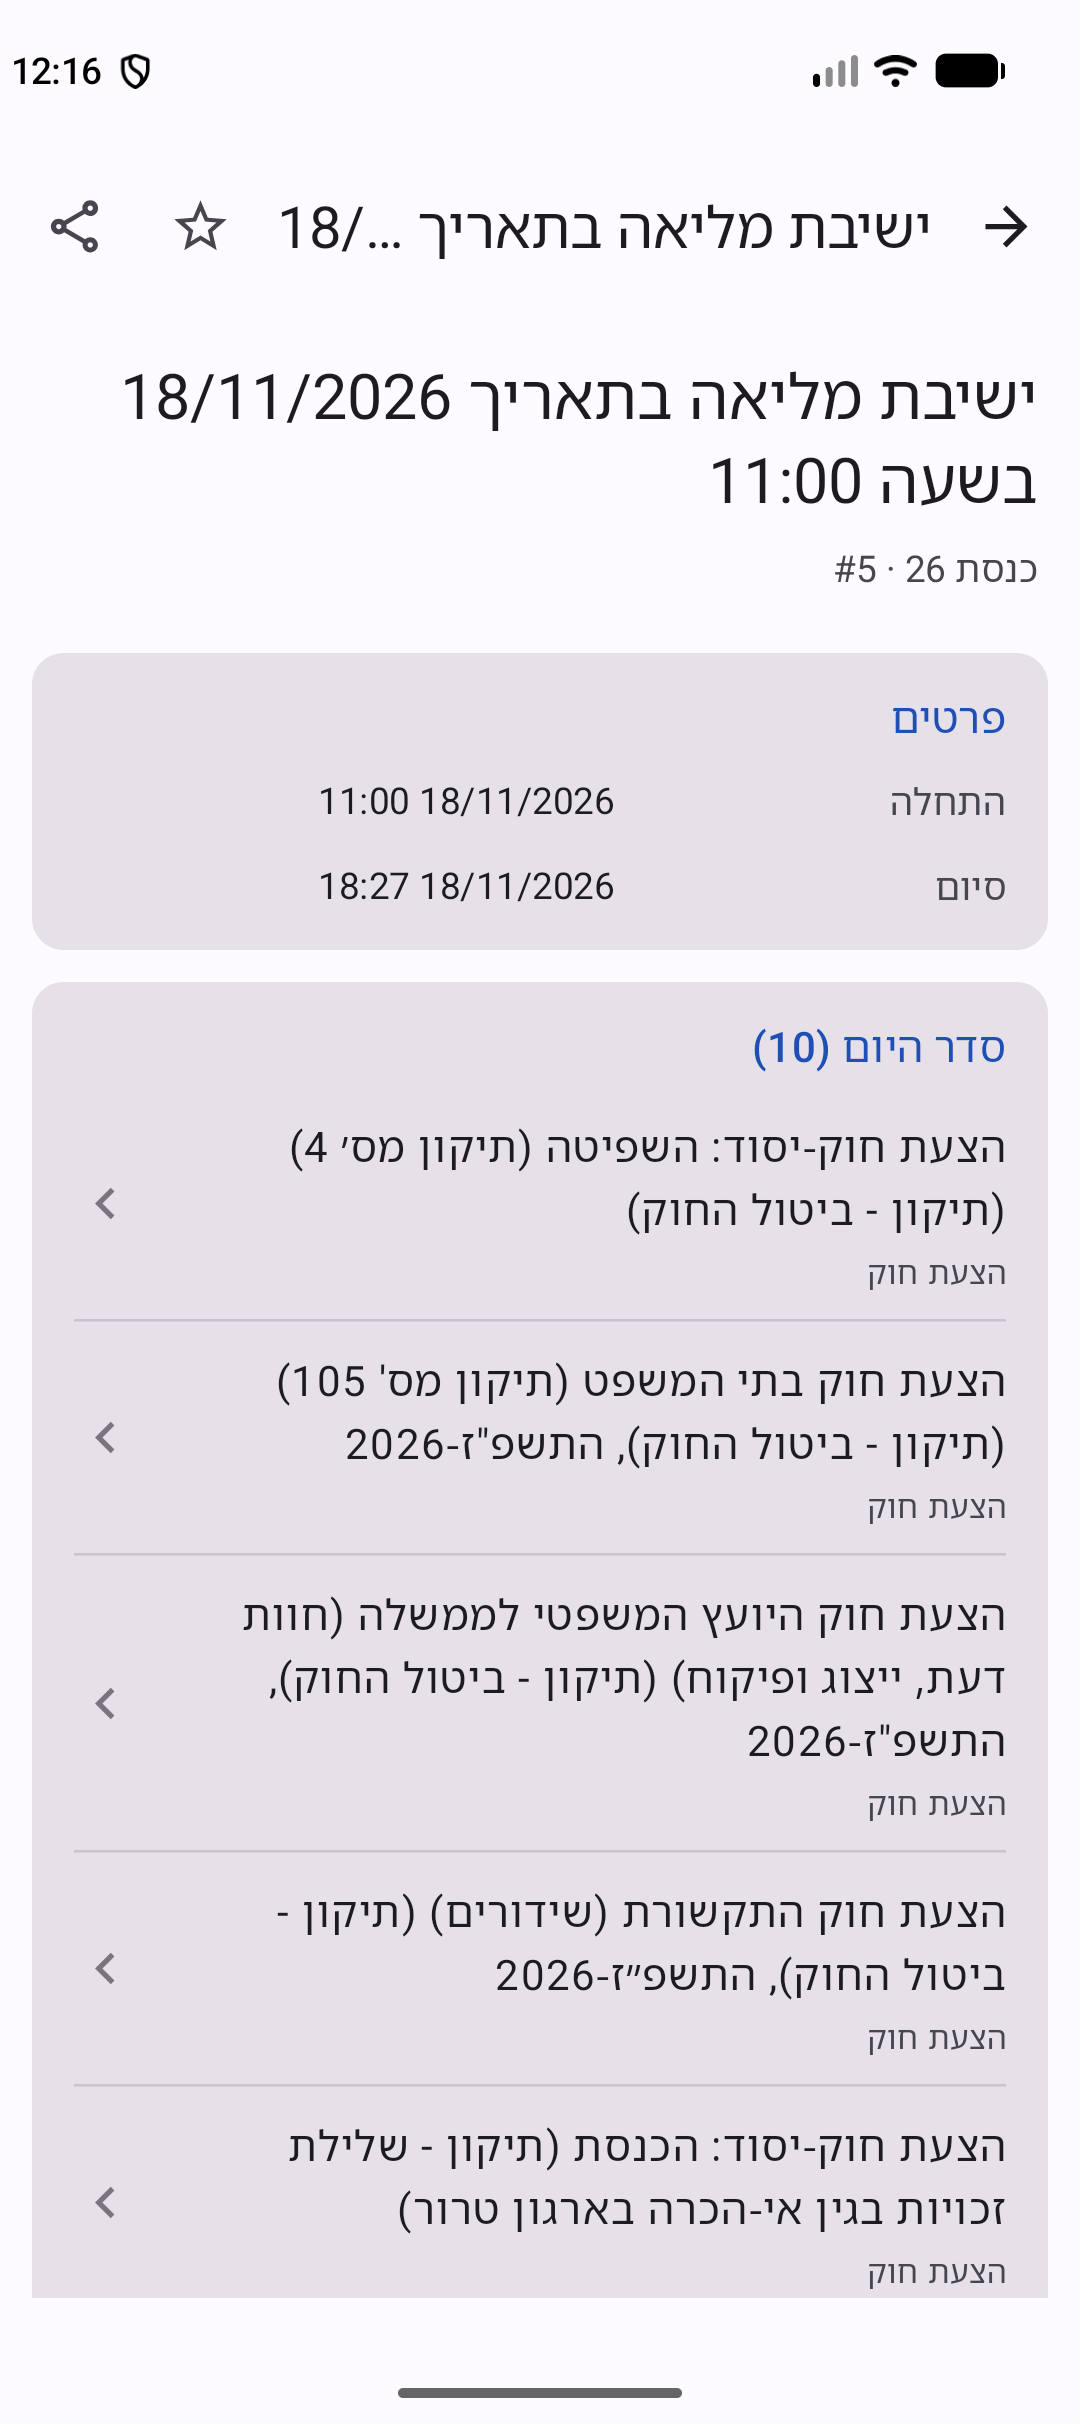 12:16
ישיבת מליאה בתאריך 18/...
ישיבת מליאה בתאריך 18/11/2026
בשעה 11:00
כנסת 26 · #5
פרטים
התחלה 18/11/2026 11:00
סיום 18/11/2026 18:27
סדר היום (10)
הצעת חוק-יסוד: השפיטה (תיקון מס׳ 4)
(תיקון - ביטול החוק)
הצעת חוק
הצעת חוק בתי המשפט (תיקון מס' 105)
(תיקון - ביטול החוק), התשפ"ז-2026
הצעת חוק
הצעת חוק היועץ המשפטי לממשלה (חוות
דעת, ייצוג ופיקוח) (תיקון - ביטול החוק),
התשפ"ז-2026
הצעת חוק
הצעת חוק התקשורת (שידורים) (תיקון -
ביטול החוק), התשפ״ז-2026
הצעת חוק
הצעת חוק-יסוד: הכנסת (תיקון - שלילת
זכויות בגין אי-הכרה בארגון טרור)
הצעת חוק